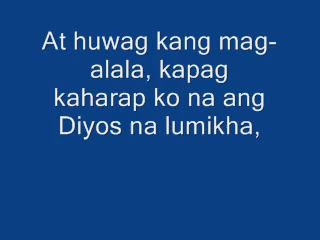 At huwag kang mag-
alala, kapag
kaharap ko na ang
Diyos na lumikha,